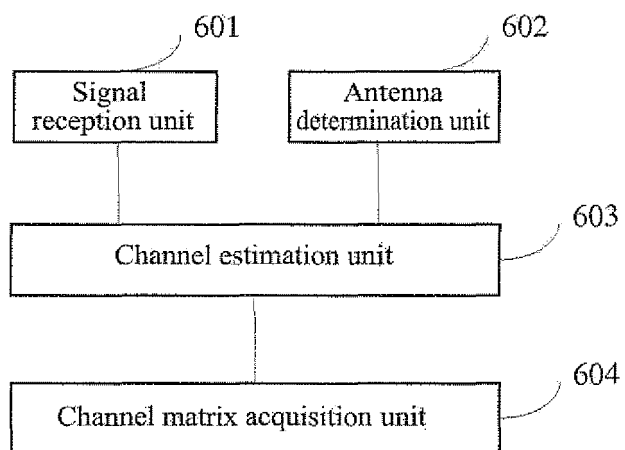 601
602
Signal
reception unit
Antenna
determination unit
603
Channel estimation unit
604
Channel matrix acquisition unit